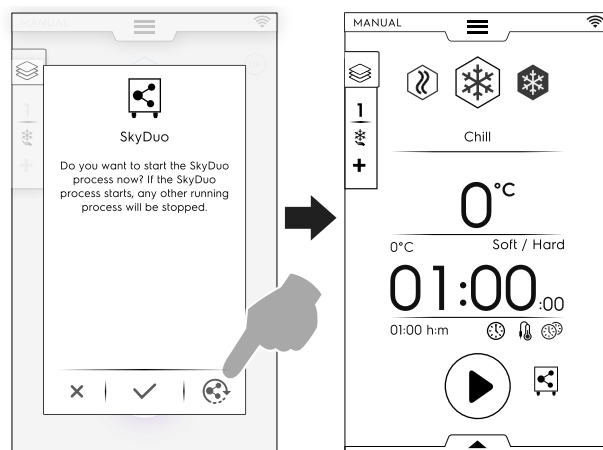 MANUAL
1
+
SkyDuo
Do you want to start the SkyDuo
process now? If the SkyDuo
process starts, any other running
process will be stopped.
MANUAL
1
+
Chill
0°C
0°C Soft / Hard
01:00:00
01:00 h:m